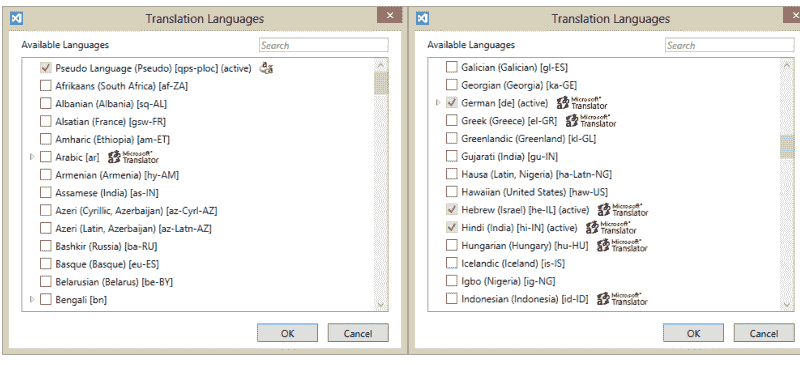 Translation Languages
Available Languages
Search
Pseudo Language (Pseudo) [qps-ploc] (active)
Afrikaans (South Africa) [af-ZA]
Albanian (Albania) [sq-AL]
Alsatian (France) [gsw-FR]
Amharic (Ethiopia) [am-ET]
Arabic [ar] Microsoft® Translator
Armenian (Armenia) [hy-AM]
Assamese (India) [as-IN]
Azeri (Cyrillic, Azerbaijan) [az-Cyrl-AZ]
Azeri (Latin, Azerbaijan) [az-Latn-AZ]
Bashkir (Russia) [ba-RU]
Basque (Basque) [eu-ES]
Belarusian (Belarus) [be-BY]
Bengali [bn]
OK Cancel
Translation Languages
Available Languages
Search
Galician (Galician) [gl-ES]
Georgian (Georgia) [ka-GE]
German [de] (active) Microsoft® Translator
Greek (Greece) [el-GR] Microsoft® Translator
Greenlandic (Greenland) [kl-GL]
Gujarati (India) [gu-IN]
Hausa (Latin, Nigeria) [ha-Latn-NG]
Hawaiian (United States) [haw-US]
Hebrew (Israel) [he-IL] (active) Microsoft® Translator
Hindi (India) [hi-IN] (active) Microsoft® Translator
Hungarian (Hungary) [hu-HU] Microsoft® Translator
Icelandic (Iceland) [is-IS]
Igbo (Nigeria) [ig-NG]
Indonesian (Indonesia) [id-ID] Microsoft® Translator
OK Cancel